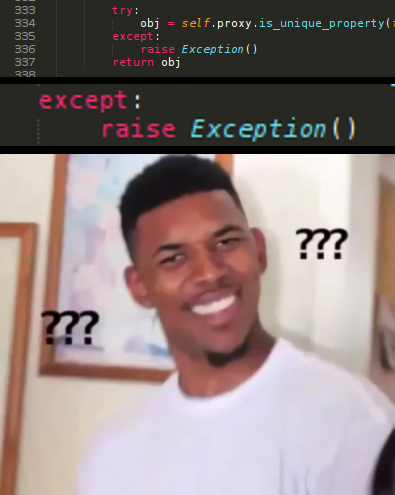 333 try:
334 obj = self.proxy.is_unique_property(
335 except:
336 raise Exception()
337 return obj
338
except:
raise Exception()
???
???